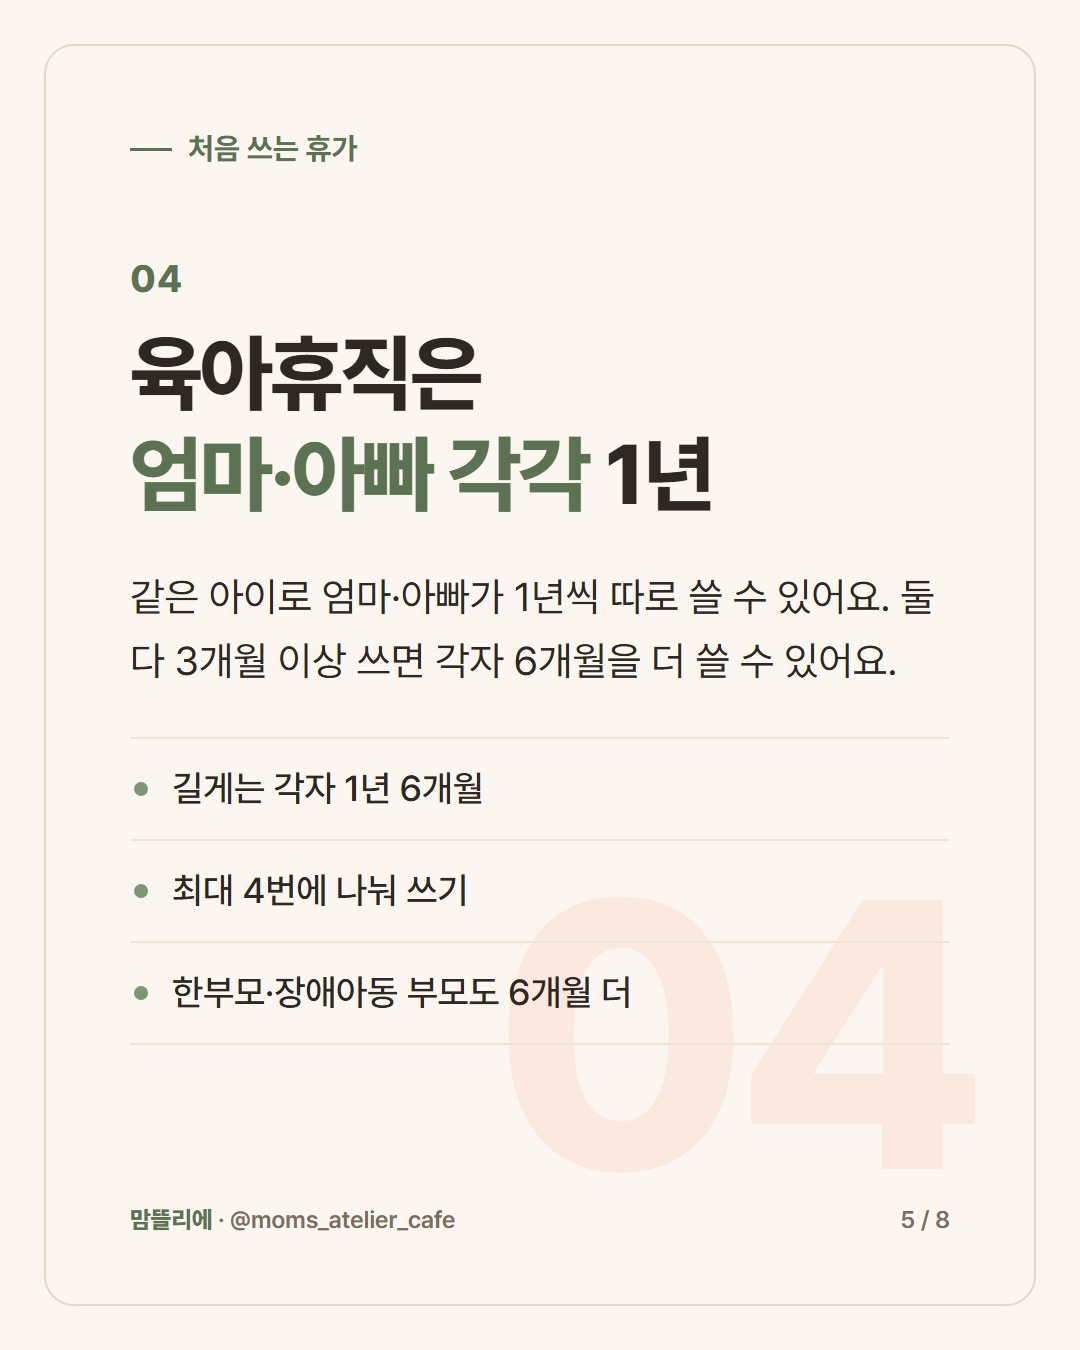 처음 쓰는 휴가
04
육아휴직은
엄마·아빠 각각 1년
같은 아이로 엄마·아빠가 1년씩 따로 쓸 수 있어요. 둘
다 3개월 이상 쓰면 각자 6개월을 더 쓸 수 있어요.
길게는 각자 1년 6개월
최대 4번에 나눠 쓰기
한부모·장애아동 부모도 6개월 더
04
맘뜰리에 · @moms_atelier_cafe
5 / 8